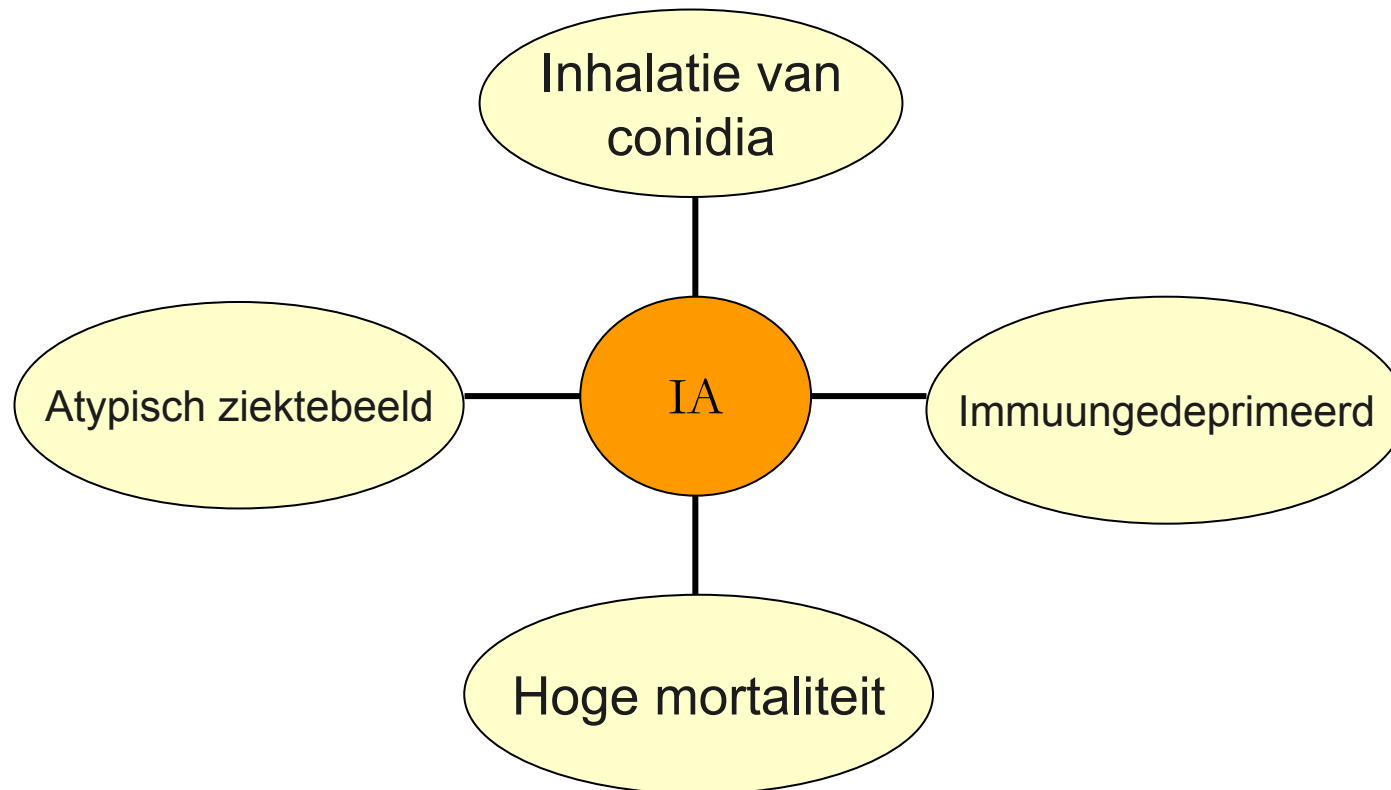 Inhalatie van
conidia
Atypisch ziektebeeld
IA
Immuungedeprimeerd
Hoge mortaliteit